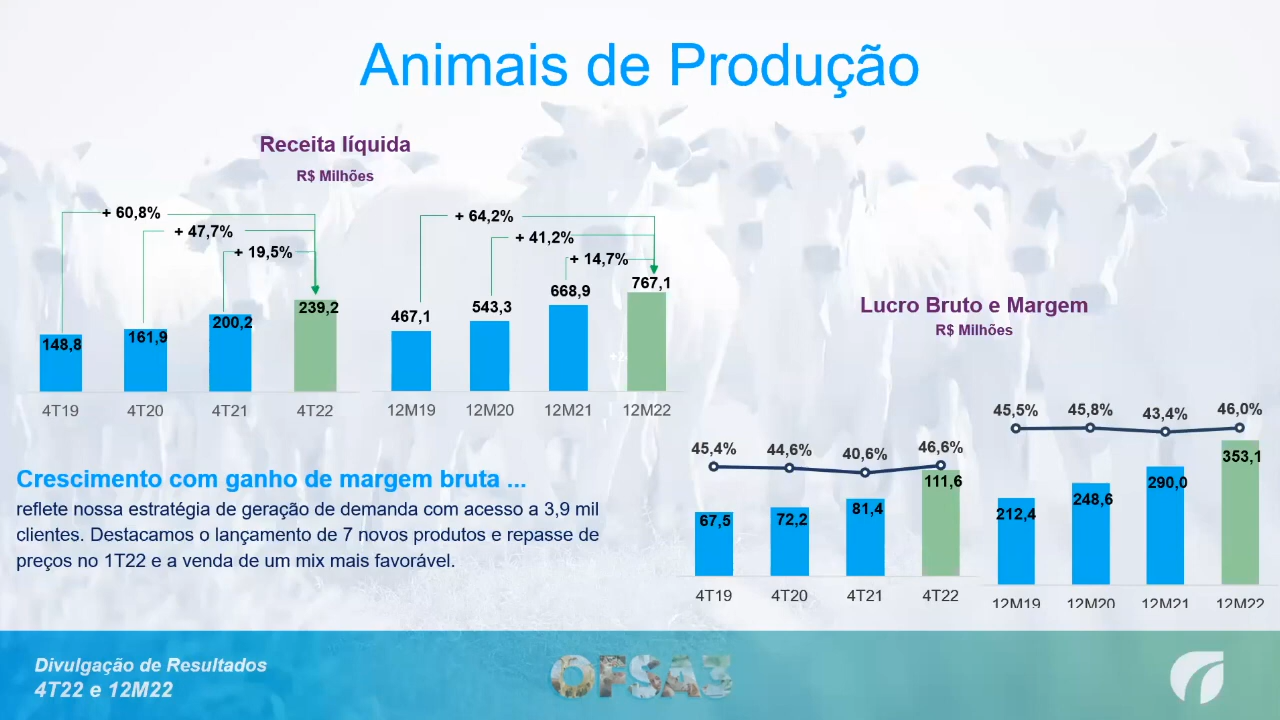 Animais de Produção
Receita líquida
R$ Milhões
+ 60,8%
+ 47,7%
+ 19,5%
148,8
161,9
200,2
239,2
4T19
4T20
4T21
4T22
+ 64,2%
+ 41,2%
+ 14,7%
467,1
543,3
668,9
767,1
12M19
12M20
12M21
12M22
Crescimento com ganho de margem bruta ...
reflete nossa estratégia de geração de demanda com acesso a 3,9 mil
clientes. Destacamos o lançamento de 7 novos produtos e repasse de
preços no 1T22 e a venda de um mix mais favorável.
Lucro Bruto e Margem
R$ Milhões
45,4%
44,6%
40,6%
46,6%
67,5
72,2
81,4
111,6
4T19
4T20
4T21
4T22
45,5%
45,8%
43,4%
46,0%
212,4
248,6
290,0
353,1
12M19
12M20
12M21
12M22
Divulgação de Resultados
4T22 e 12M22
OFSA3